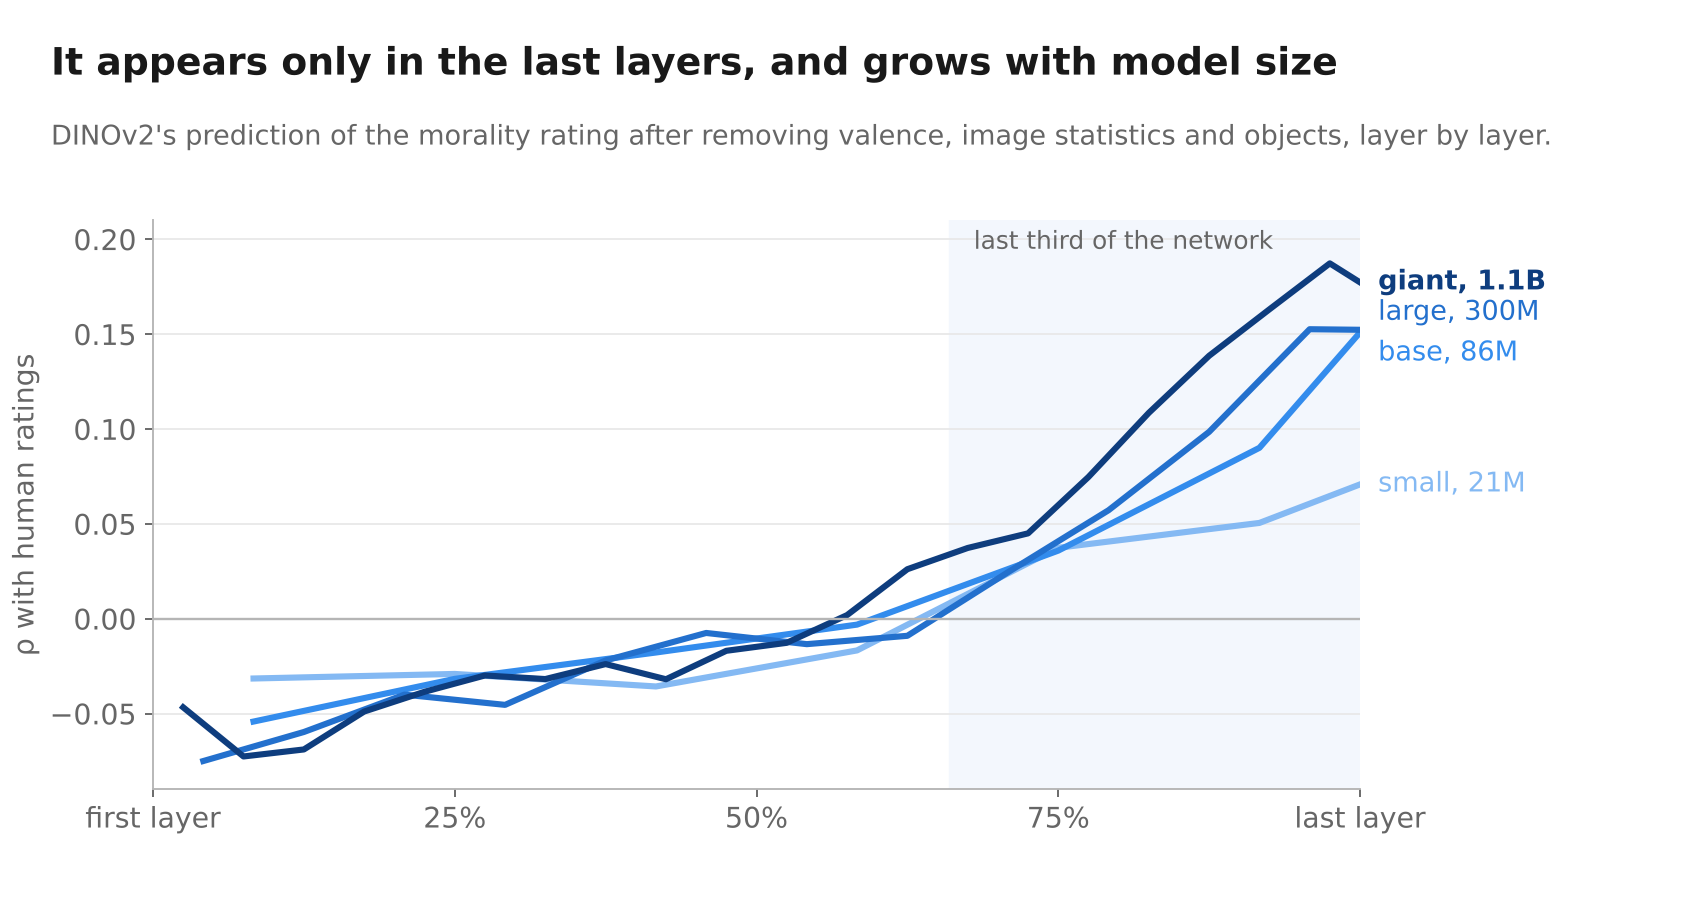 It appears only in the last layers, and grows with model size
DINOv2's prediction of the morality rating after removing valence, image statistics and objects, layer by layer.
last third of the network
0.20
0.15
0.10
0.05
0.00
−0.05
ρ with human ratings
giant, 1.1B
large, 300M
base, 86M
small, 21M
first layer
25%
50%
75%
last layer